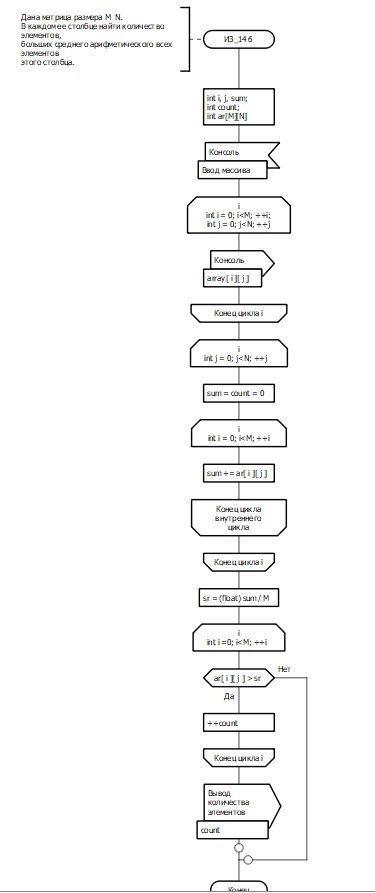 Дана матрица размера M N.
В каждом ее столбце найти количество
элементов,
больших среднего арифметического всех
элементов
этого столбца.
ИЗ_146
int i, j, sum;
int count;
int ar[M][N]
Консоль
Ввод массива
i
int i = 0; i<M; ++i;
int j = 0; j<N; ++j
Консоль
array[ i ][ j ]
Конец цикла i
i
int j = 0; j<N; ++j
sum = count = 0
i
int i = 0; i<M; ++i
sum += ar[ i ][ j ]
Конец цикла
внутреннего
цикла
Конец цикла i
sr = (float) sum / M
i
int i =0; i<M; ++i
Нет
ar[ i ][ j ] > sr
Да
++count
Конец цикла i
Вывод
количества
элементов
count
Конец